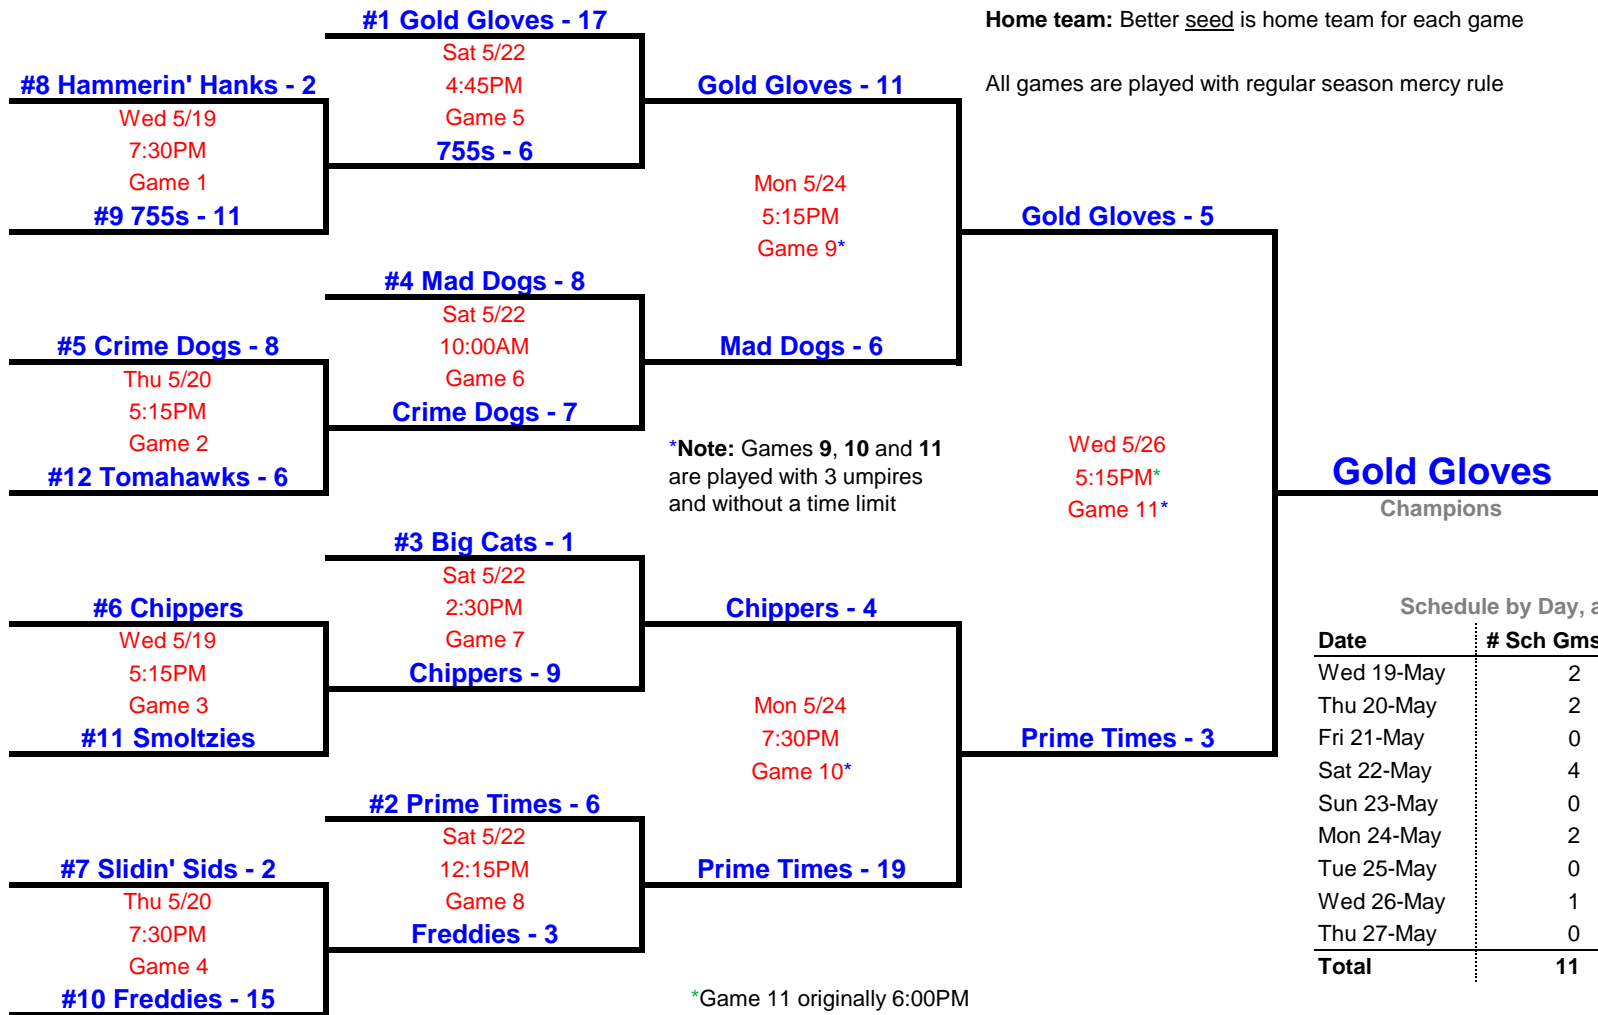 #1 Gold Gloves - 17
Home team: Better seed is home team for each game
Sat 5/22
#8 Hammerin' Hanks - 2
4:45PM
Gold Gloves - 11
All games are played with regular season mercy rule
Wed 5/19
Game 5
7:30PM
755s - 6
Game 1
Mon 5/24
#9 755s - 11
5:15PM
Gold Gloves - 5
Game 9*
#4 Mad Dogs - 8
Sat 5/22
#5 Crime Dogs - 8
10:00AM
Mad Dogs - 6
Thu 5/20
Game 6
5:15PM
Crime Dogs - 7
Game 2
*Note: Games 9, 10 and 11
are played with 3 umpires
and without a time limit
Wed 5/26
5:15PM*
Game 11*
#12 Tomahawks - 6
Gold Gloves
Champions
#3 Big Cats - 1
Sat 5/22
#6 Chippers
2:30PM
Chippers - 4
Schedule by Day, a
Wed 5/19
Game 7
Date # Sch Gms
5:15PM
Chippers - 9
Wed 19-May 2
Game 3
Mon 5/24
Thu 20-May 2
#11 Smoltzies
7:30PM
Prime Times - 3
Fri 21-May 0
Game 10*
Sat 22-May 4
#2 Prime Times - 6
Sun 23-May 0
Sat 5/22
Mon 24-May 2
#7 Slidin' Sids - 2
12:15PM
Prime Times - 19
Tue 25-May 0
Thu 5/20
Game 8
Wed 26-May 1
7:30PM
Freddies - 3
Thu 27-May 0
Game 4
Total 11
#10 Freddies - 15
*Game 11 originally 6:00PM